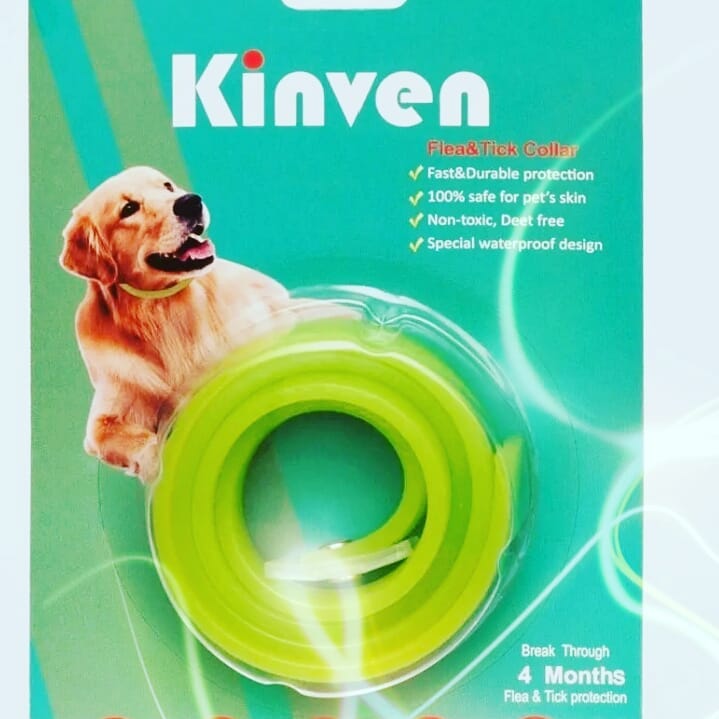 Kinven
Flea&Tick Collar
Fast&Durable protection
100% safe for pet's skin
Non-toxic, Deet free
Special waterproof design
Break Through
4 Months
Flea & Tick protection